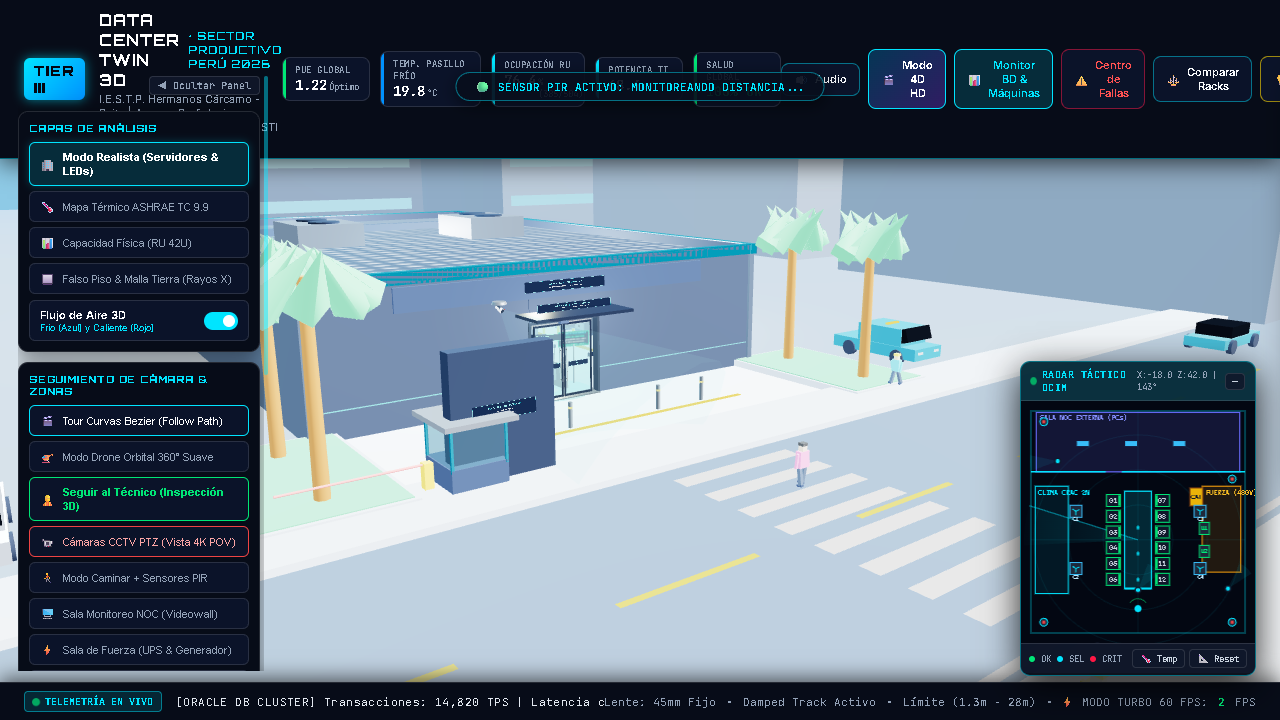 TIER
III
DATA
CENTER
TWIN
3D
· SECTOR
PRODUCTIVO
PERÚ 2026
◀ Ocultar Panel
I.E.S.T.P. Hermanos Cárcamo -
STI
PUE GLOBAL
1.22 Óptimo
TEMP. PASILLO
FRÍO
19.8 °C
OCUPACIÓN RU
POTENCIA TI
SALUD
SENSOR PIR ACTIVO: MONITOREANDO DISTANCIA...
Audio
Modo
4D
HD
Monitor
BD &
Máquinas
Centro
de
Fallas
Comparar
Racks
CAPAS DE ANÁLISIS
Modo Realista (Servidores &
LEDs)
Mapa Térmico ASHRAE TC 9.9
Capacidad Física (RU 42U)
Falso Piso & Malla Tierra (Rayos X)
Flujo de Aire 3D
Frío (Azul) y Caliente (Rojo)
SEGUIMIENTO DE CÁMARA &
ZONAS
Tour Curvas Bezier (Follow Path)
Modo Drone Orbital 360° Suave
Seguir al Técnico (Inspección
3D)
Cámaras CCTV PTZ (Vista 4K POV)
Modo Caminar + Sensores PIR
Sala Monitoreo NOC (Videowall)
Sala de Fuerza (UPS & Generador)
RADAR TÁCTICO
DCIM
X:-18.0 Z:42.0 |
143°
—
SALA NOC EXTERNA (PCs)
CLIMA CRAC 2N
FUERZA (480V)
01
02
03
04
05
06
07
08
09
10
11
12
OK
SEL
CRIT
Temp
Reset
TELEMETRÍA EN VIVO
[ORACLE DB CLUSTER] Transacciones: 14,820 TPS | Latencia c
Lente: 45mm Fijo • Damped Track Activo • Límite (1.3m - 28m) •
MODO TURBO 60 FPS: 2 FPS